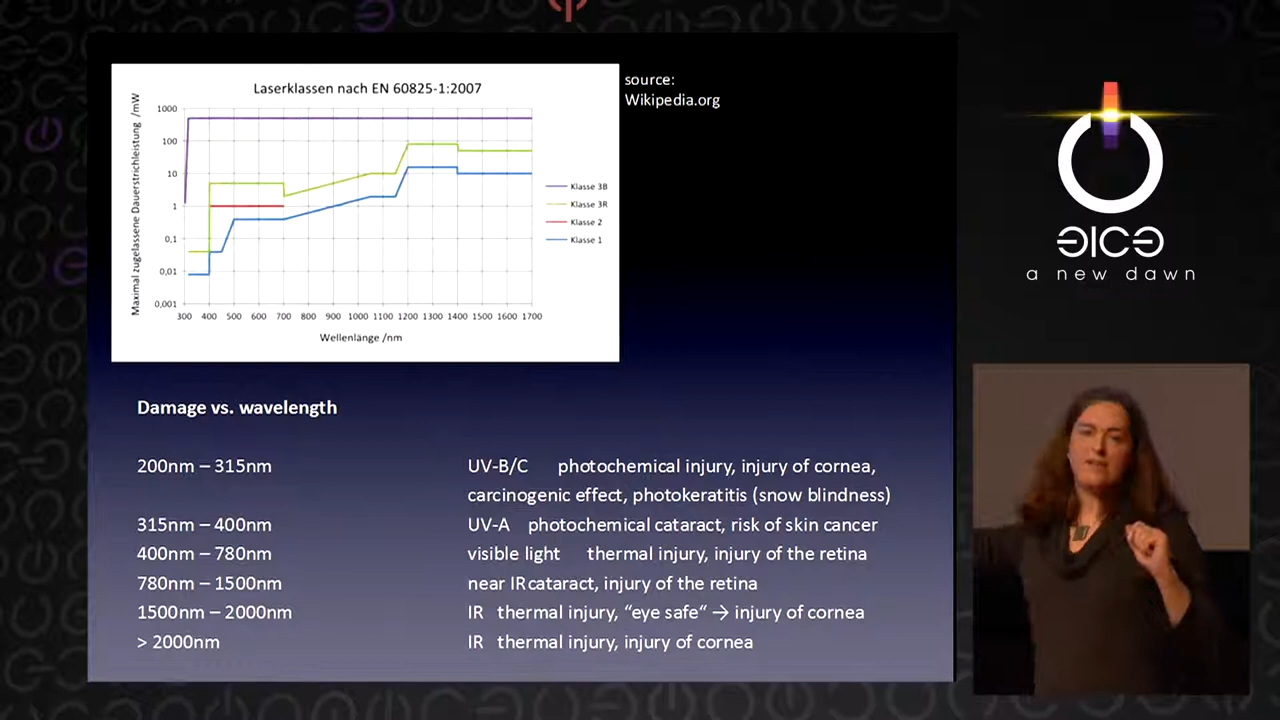 Laserklassen nach EN 60825-1:2007
Maximal zugelassene Dauerstrichleistung /mW
1000
100
10
1
0,1
0,01
0,001
300 400 500 600 700 800 900 1000 1100 1200 1300 1400 1500 1600 1700
Wellenlänge /nm
Klasse 3B
Klasse 3R
Klasse 2
Klasse 1
source:
Wikipedia.org
Damage vs. wavelength
200nm – 315nm UV-B/C photochemical injury, injury of cornea,
carcinogenic effect, photokeratitis (snow blindness)
315nm – 400nm UV-A photochemical cataract, risk of skin cancer
400nm – 780nm visible light thermal injury, injury of the retina
780nm – 1500nm near IRcataract, injury of the retina
1500nm – 2000nm IR thermal injury, “eye safe“ → injury of cornea
> 2000nm IR thermal injury, injury of cornea
a new dawn